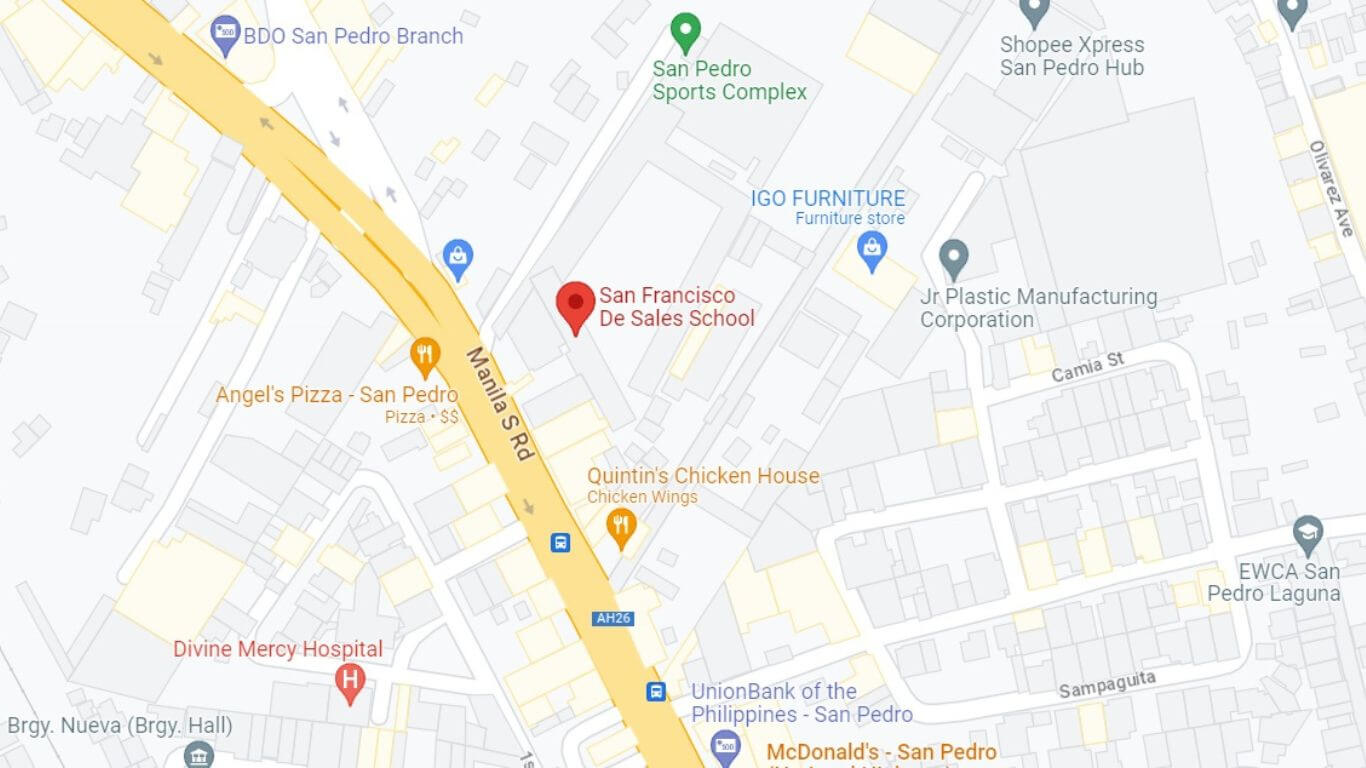 BDO San Pedro Branch
San Pedro
Sports Complex
Shopee Xpress
San Pedro Hub
Olivarez Ave
IGO FURNITURE
Furniture store
San Francisco
De Sales School
Jr Plastic Manufacturing
Corporation
Manila S Rd
Angel's Pizza - San Pedro
Pizza • $$
Camia St
Quintin's Chicken House
Chicken Wings
EWCA San
Pedro Laguna
AH26
Divine Mercy Hospital
H
Sampaguita
UnionBank of the
Philippines - San Pedro
Brgy. Nueva (Brgy. Hall)
McDonald's - San Pedro